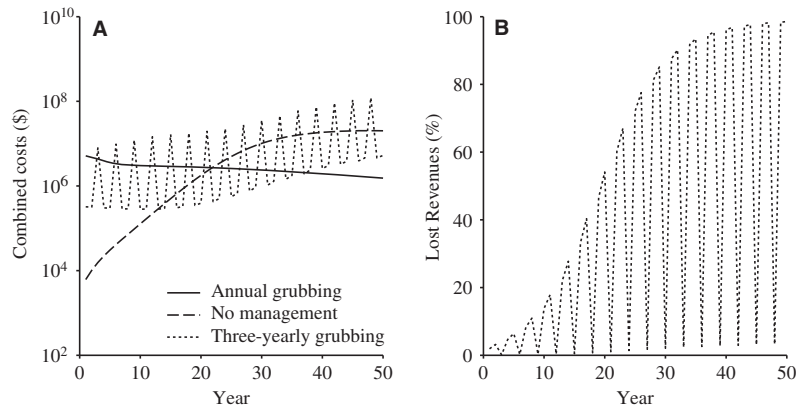 A
Combined costs ($)
10^10
10^8
10^6
10^4
10^2
Annual grubbing
No management
Three-yearly grubbing
0 10 20 30 40 50
Year
B
Lost Revenues (%)
100
80
60
40
20
0
0 10 20 30 40 50
Year